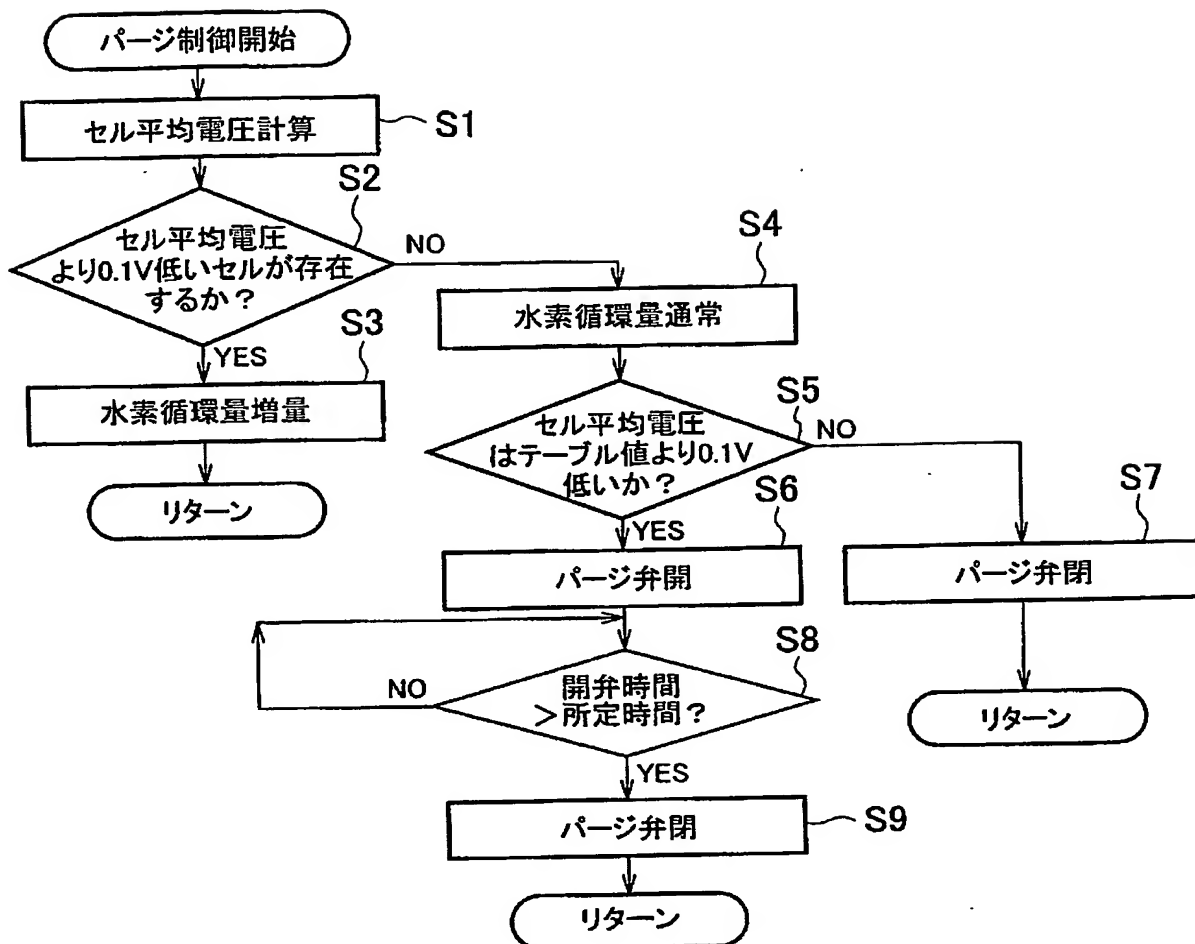 パージ制御開始
セル平均電圧計算
S1
S2
セル平均電圧
より0.1V低いセルが存在
するか？
NO
YES
S3
水素循環量増量
リターン
S4
水素循環量通常
S5
セル平均電圧
はテーブル値より0.1V
低いか？
NO
YES
S6
パージ弁開
S7
パージ弁閉
リターン
S8
開弁時間
＞所定時間？
NO
YES
パージ弁閉
S9
リターン